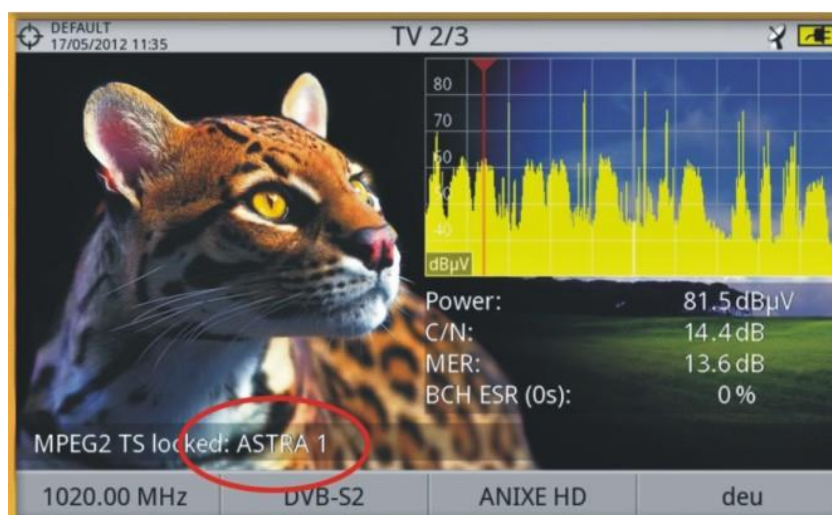 DEFAULT
17/05/2012 11:35
TV 2/3
80
70
60
50
40
dBµV
Power: 81.5 dBµV
C/N: 14.4 dB
MER: 13.6 dB
BCH ESR (0s): 0 %
MPEG2 TS locked: ASTRA 1
1020.00 MHz DVB-S2 ANIXE HD deu